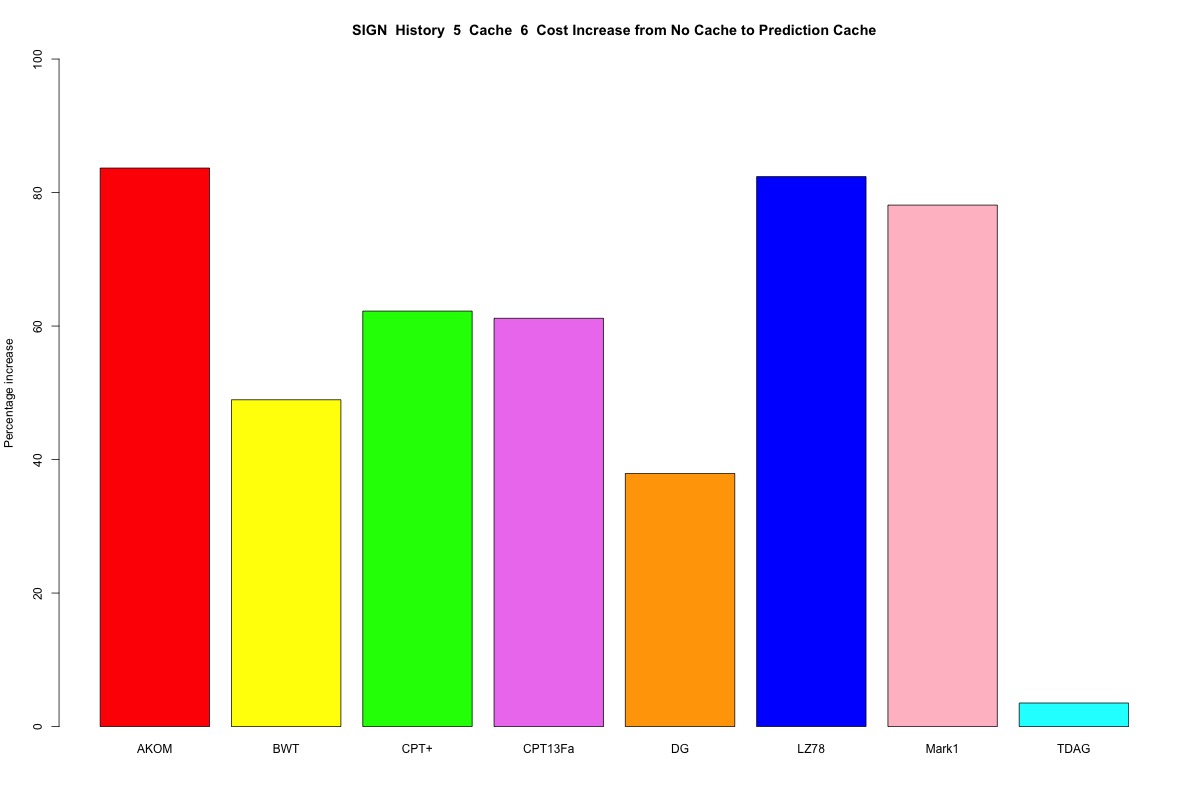 SIGN  History  5  Cache  6  Cost Increase from No Cache to Prediction Cache
Percentage increase
100
80
60
40
20
0
AKOM BWT CPT+ CPT13Fa DG LZ78 Mark1 TDAG